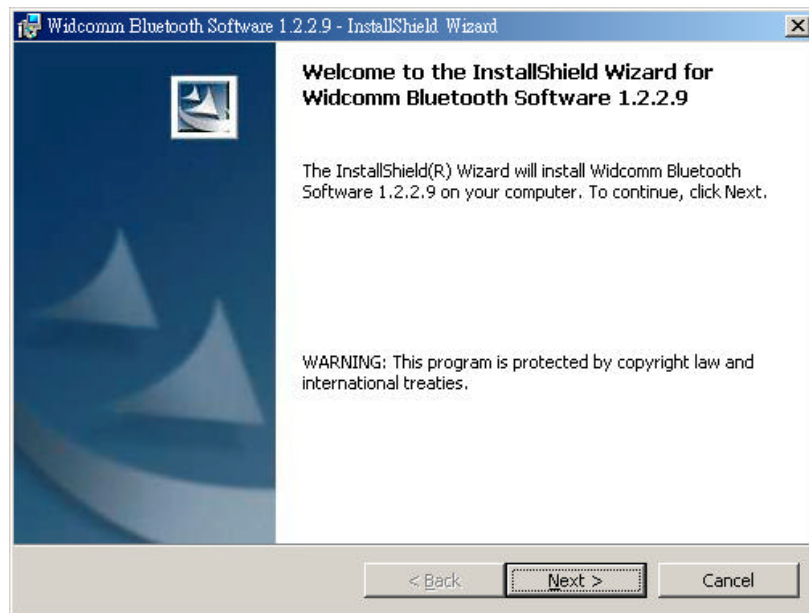 Widcomm Bluetooth Software 1.2.2.9 - InstallShield Wizard
Welcome to the InstallShield Wizard for
Widcomm Bluetooth Software 1.2.2.9
The InstallShield(R) Wizard will install Widcomm Bluetooth
Software 1.2.2.9 on your computer. To continue, click Next.
WARNING: This program is protected by copyright law and
international treaties.
< Back
Next >
Cancel